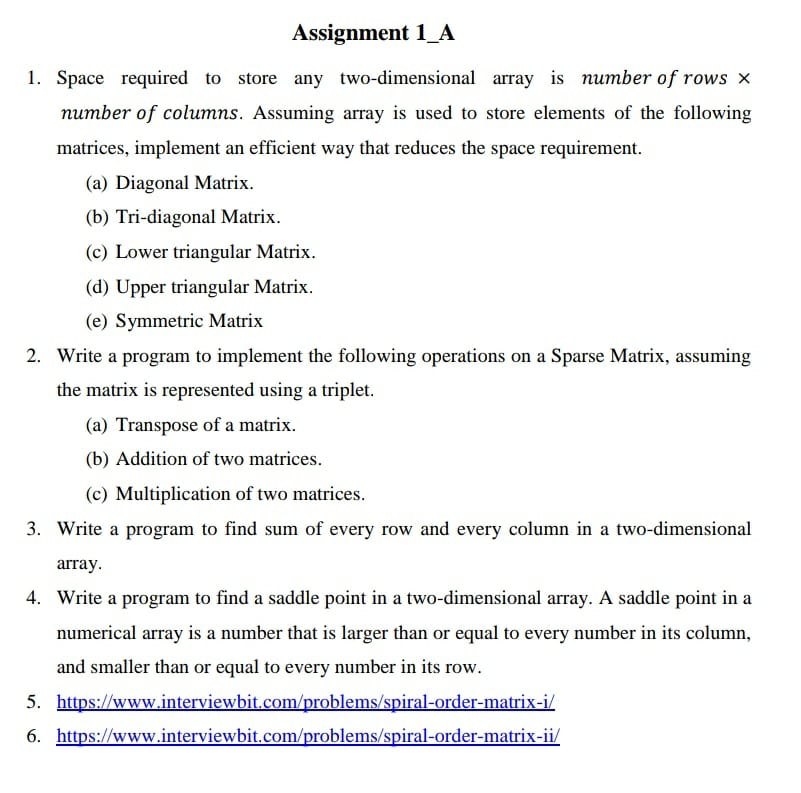 Assignment 1_A
1. Space required to store any two-dimensional array is number of rows ×
number of columns. Assuming array is used to store elements of the following
matrices, implement an efficient way that reduces the space requirement.
(a) Diagonal Matrix.
(b) Tri-diagonal Matrix.
(c) Lower triangular Matrix.
(d) Upper triangular Matrix.
(e) Symmetric Matrix
2. Write a program to implement the following operations on a Sparse Matrix, assuming
the matrix is represented using a triplet.
(a) Transpose of a matrix.
(b) Addition of two matrices.
(c) Multiplication of two matrices.
3. Write a program to find sum of every row and every column in a two-dimensional
array.
4. Write a program to find a saddle point in a two-dimensional array. A saddle point in a
numerical array is a number that is larger than or equal to every number in its column,
and smaller than or equal to every number in its row.
5. https://www.interviewbit.com/problems/spiral-order-matrix-i/
6. https://www.interviewbit.com/problems/spiral-order-matrix-ii/